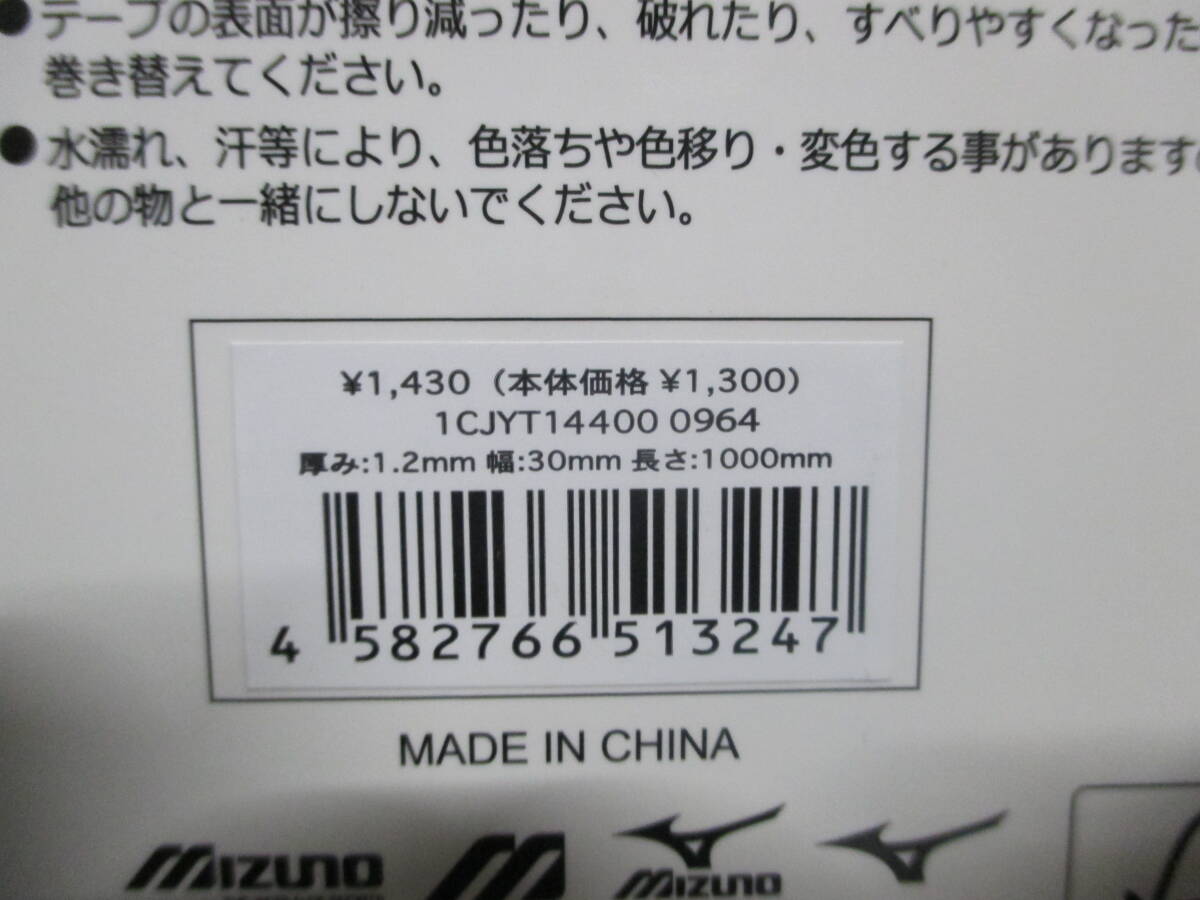 ●テープの表面が擦り減ったり、破れたり、すべりやすくなった
巻き替えてください。
●水濡れ、汗等により、色落ちや色移り・変色する事があります
他の物と一緒にしないでください。
¥1,430（本体価格 ¥1,300）
1CJYT14400 0964
厚み:1.2mm 幅:30mm 長さ:1000mm
4 582766 513247
MADE IN CHINA
MIZUNO
MIZUNO